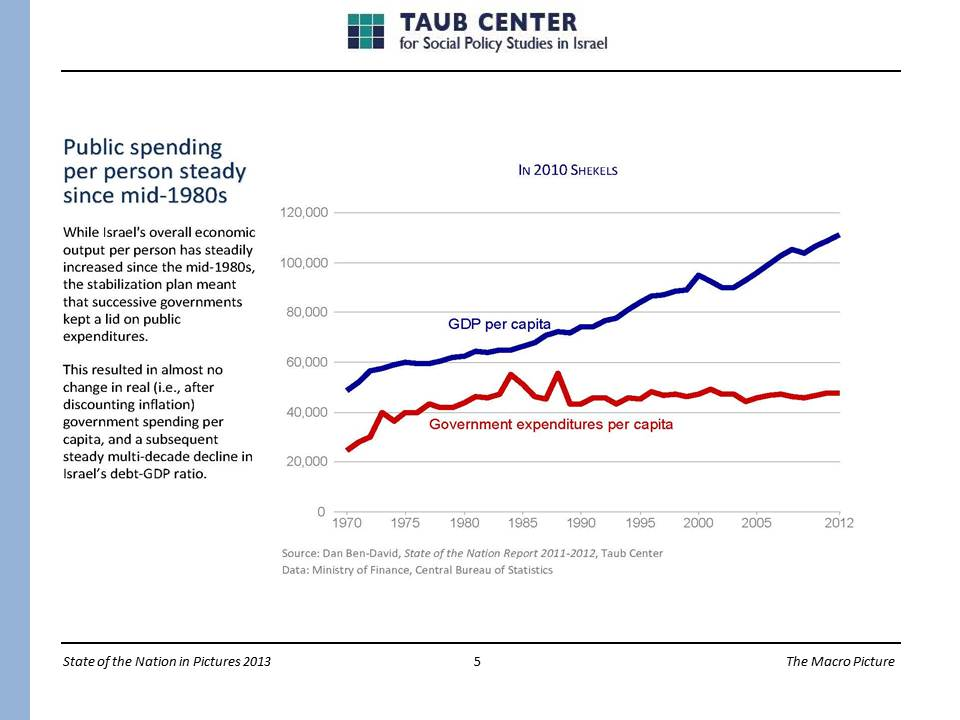 TAUB CENTER
for Social Policy Studies in Israel
Public spending
per person steady
since mid-1980s
While Israel's overall economic
output per person has steadily
increased since the mid-1980s,
the stabilization plan meant
that successive governments
kept a lid on public
expenditures.
This resulted in almost no
change in real (i.e., after
discounting inflation)
government spending per
capita, and a subsequent
steady multi-decade decline in
Israel's debt-GDP ratio.
IN 2010 SHEKELS
120,000
100,000
80,000
60,000
40,000
20,000
0
GDP per capita
Government expenditures per capita
1970 1975 1980 1985 1990 1995 2000 2005 2012
Source: Dan Ben-David, State of the Nation Report 2011-2012, Taub Center
Data: Ministry of Finance, Central Bureau of Statistics
State of the Nation in Pictures 2013 5 The Macro Picture